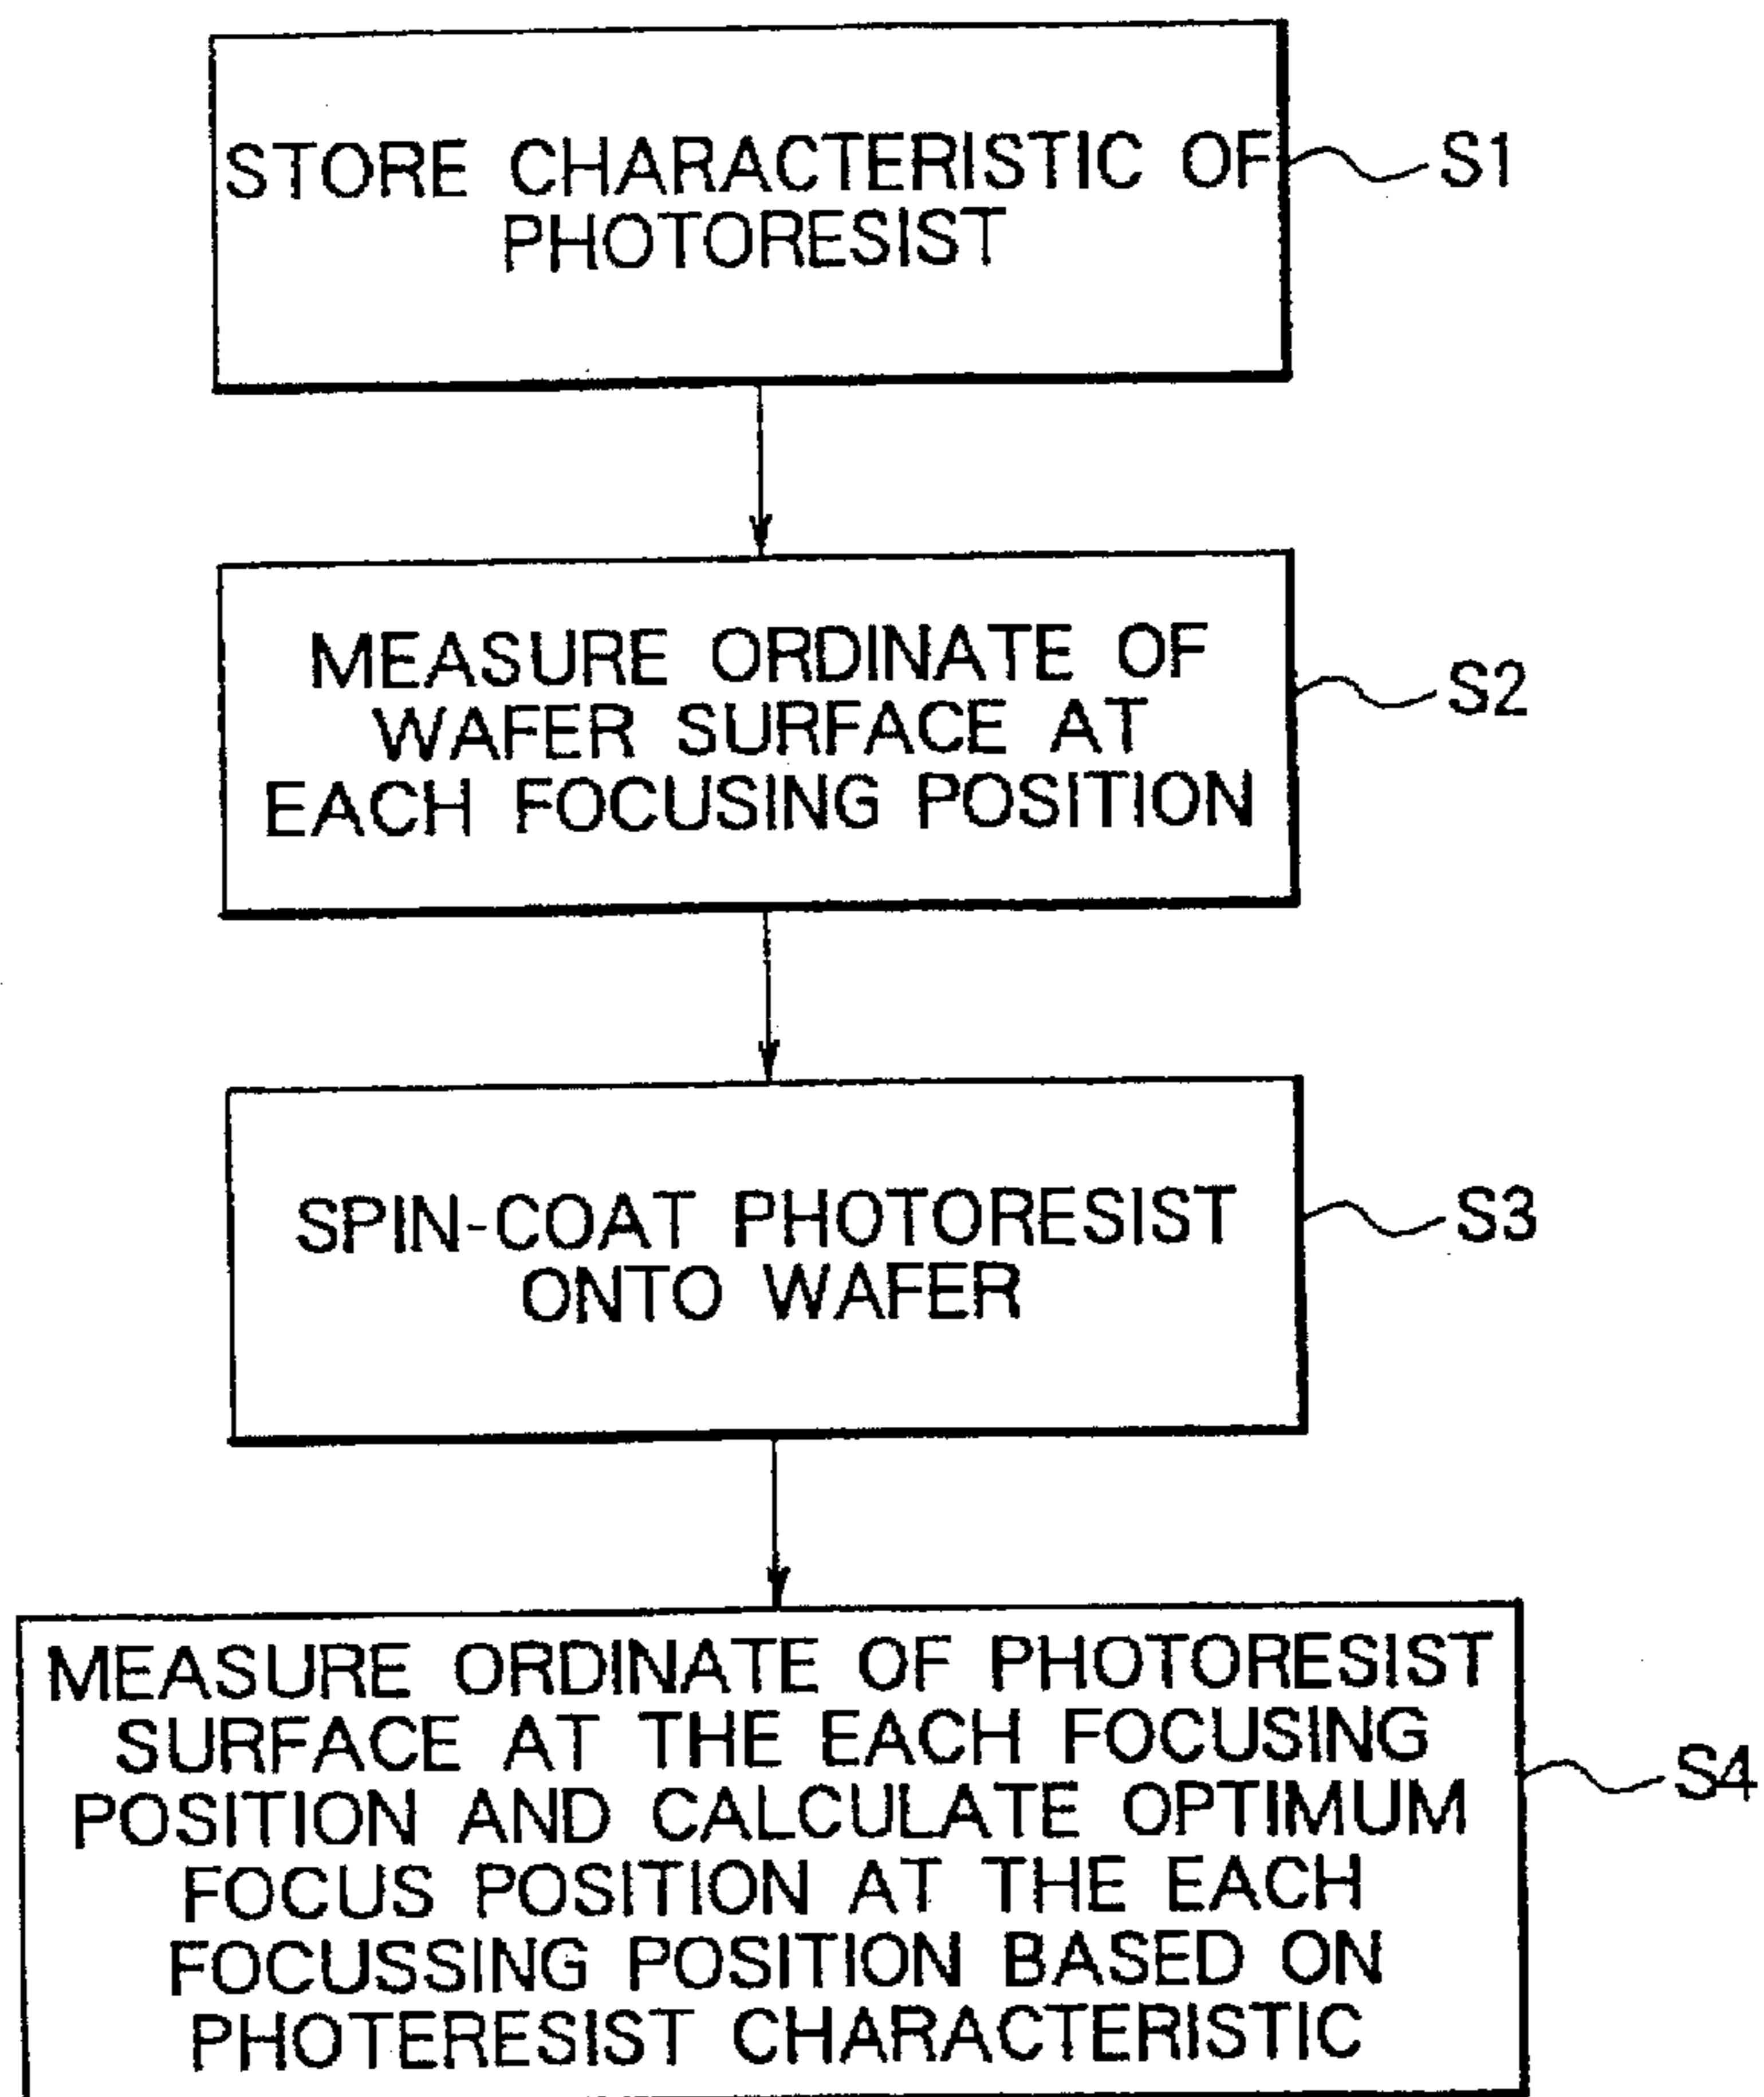 STORE CHARACTERISTIC OF
PHOTORESIST
S1
MEASURE ORDINATE OF
WAFER SURFACE AT
EACH FOCUSING POSITION
S2
SPIN-COAT PHOTORESIST
ONTO WAFER
S3
MEASURE ORDINATE OF PHOTORESIST
SURFACE AT THE EACH FOCUSING
POSITION AND CALCULATE OPTIMUM
FOCUS POSITION AT THE EACH
FOCUSSING POSITION BASED ON
PHOTERESIST CHARACTERISTIC
S4